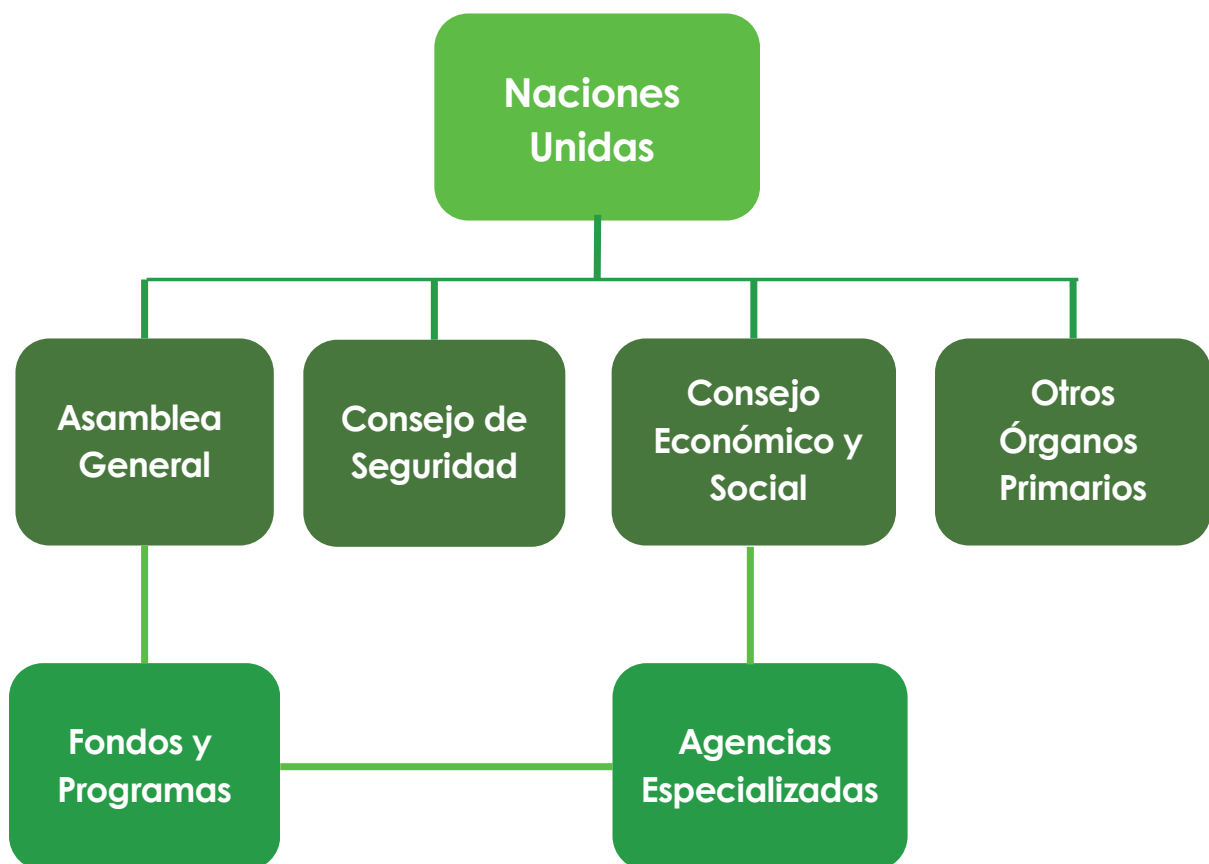 Naciones
Unidas
Asamblea
General
Consejo de
Seguridad
Consejo
Económico y
Social
Otros
Órganos
Primarios
Fondos y
Programas
Agencias
Especializadas